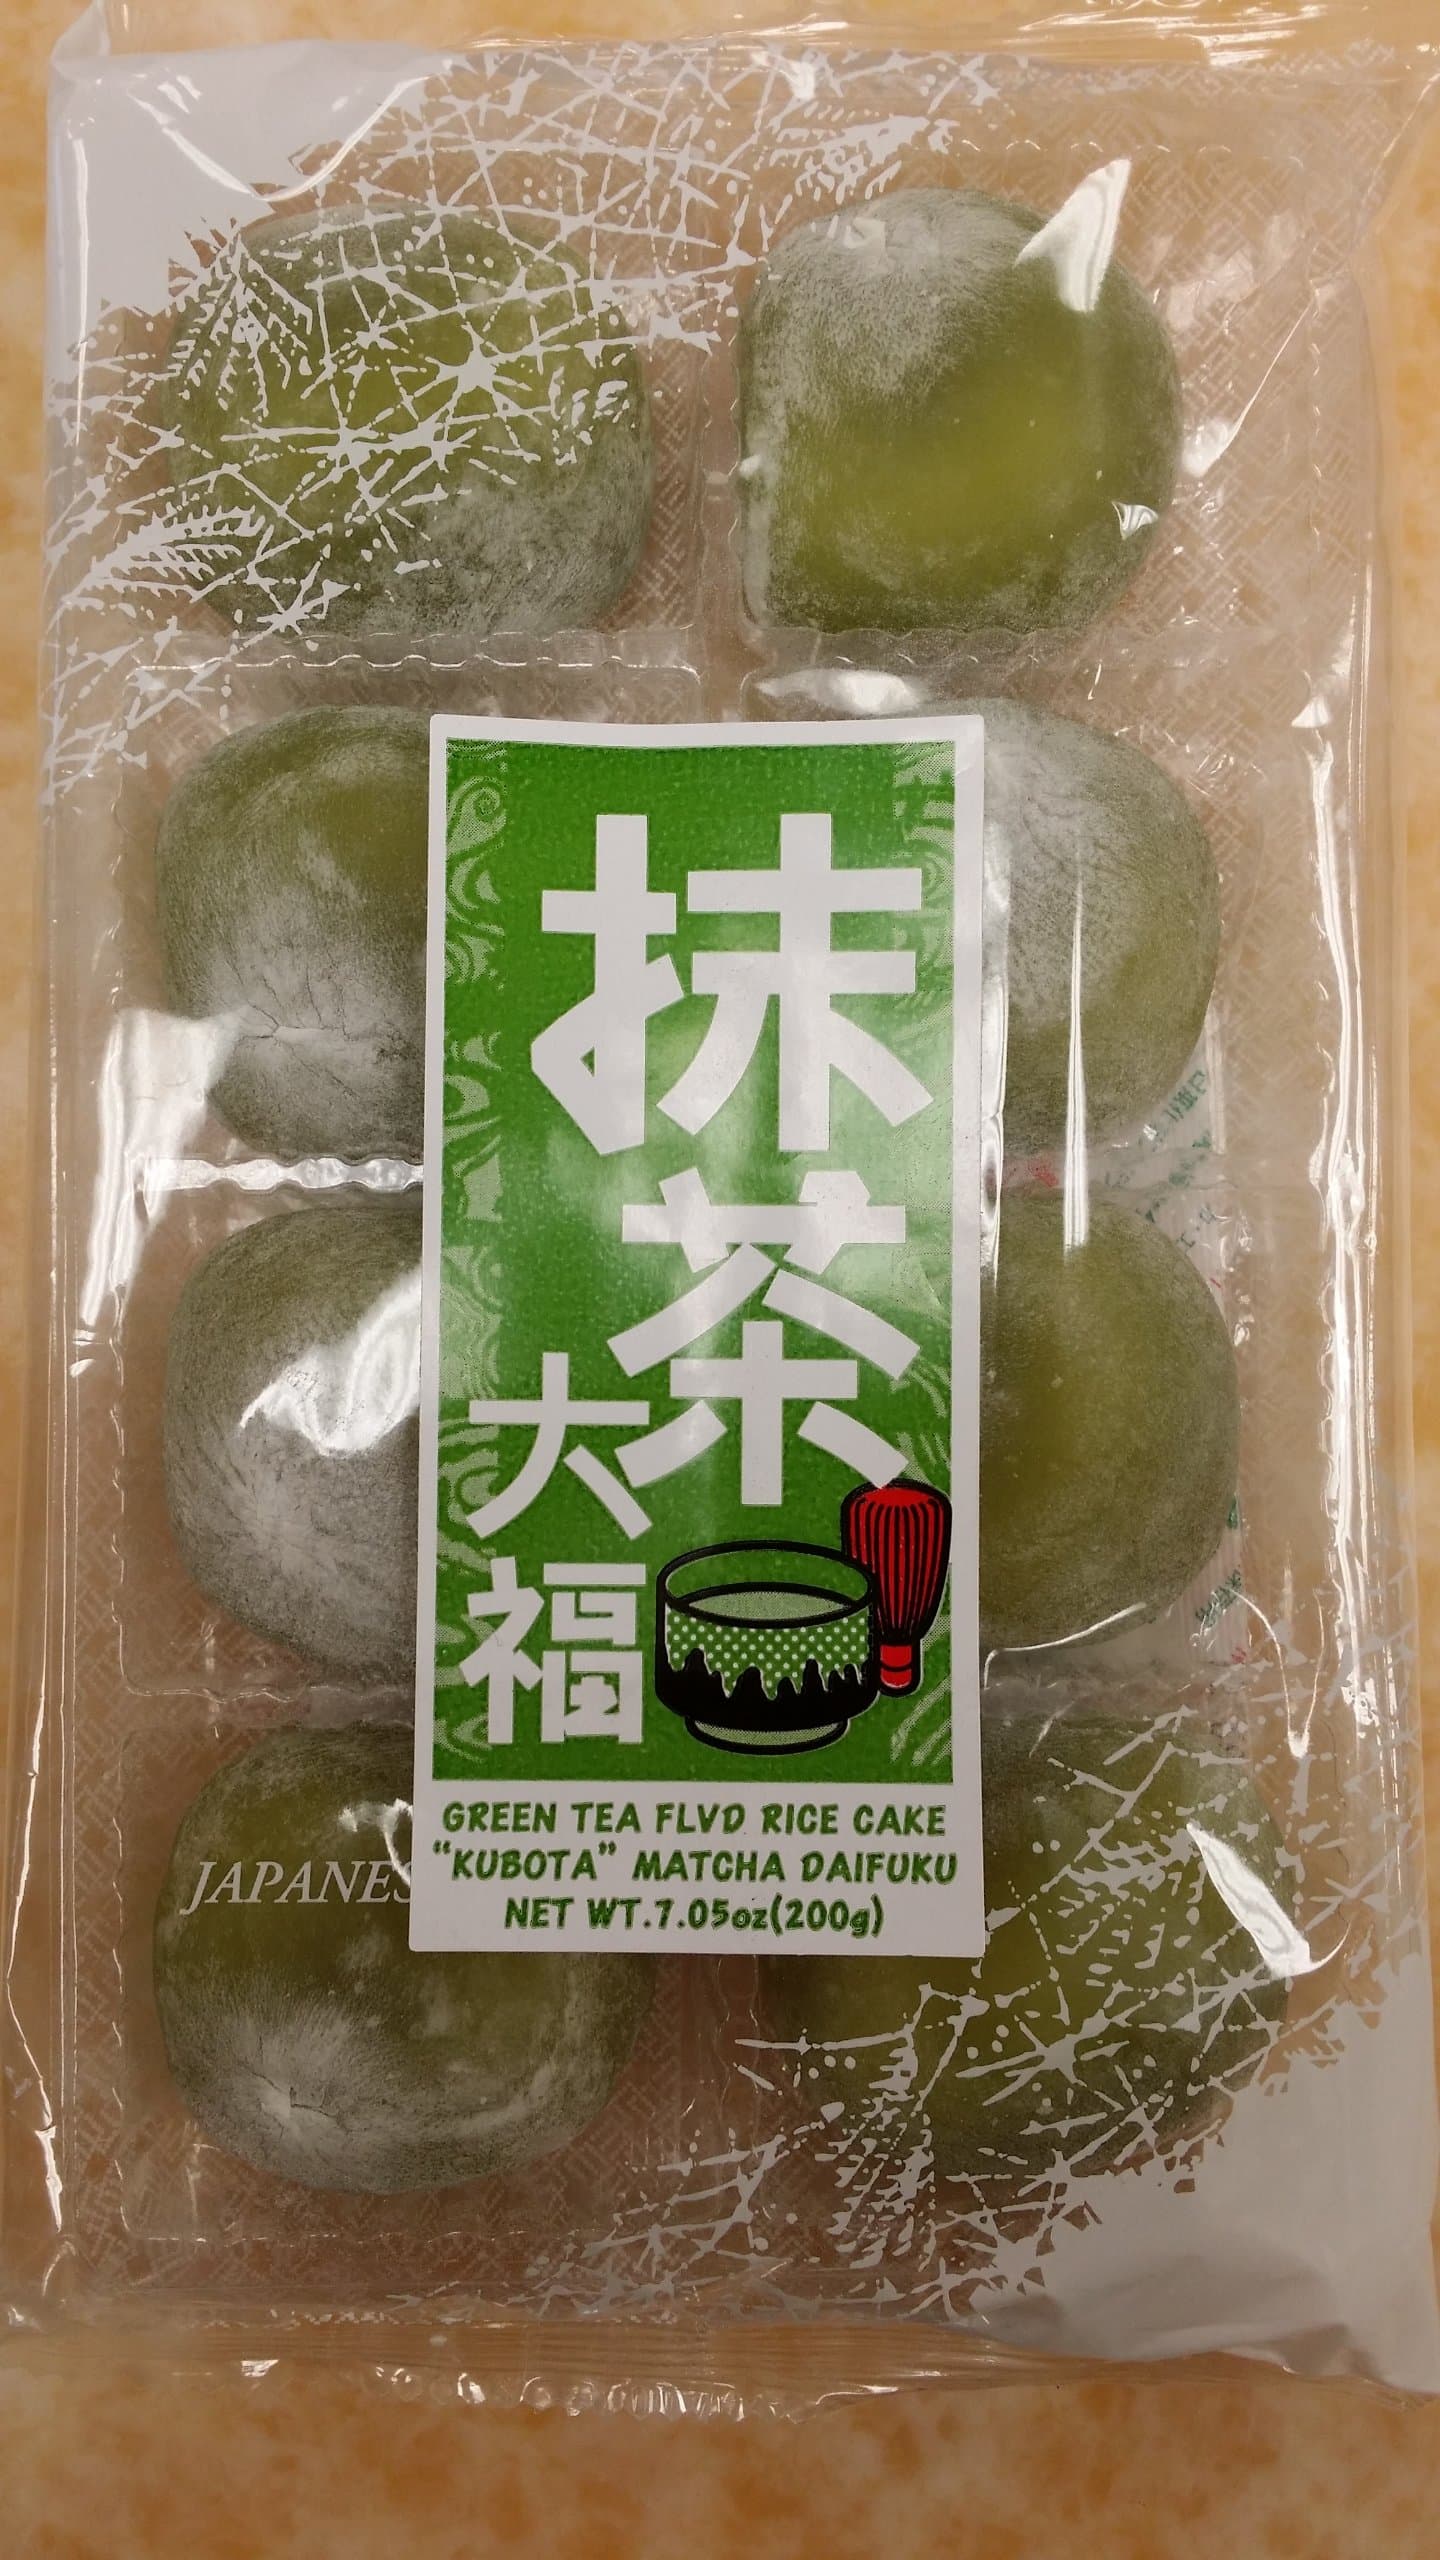 抹茶
大福
GREEN TEA FLVD RICE CAKE
"KUBOTA" MATCHA DAIFUKU
NET WT.7.05oz(200g)
JAPANES